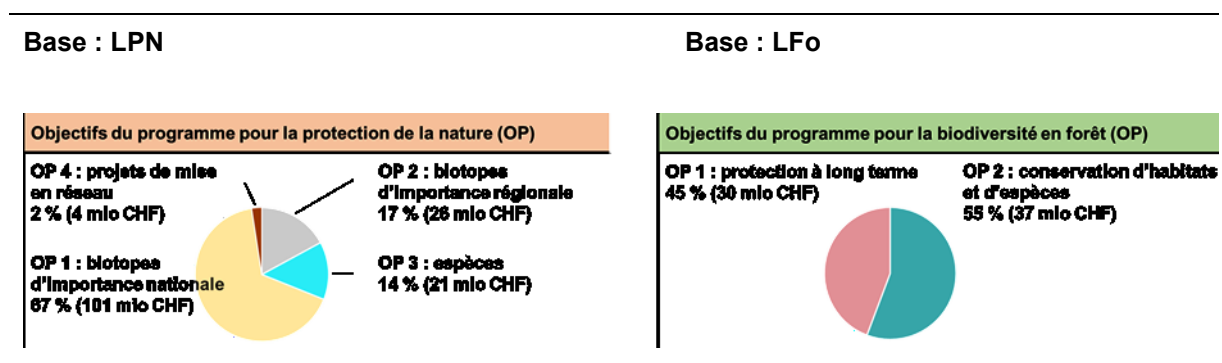 Base : LPN
Base : LFo
Objectifs du programme pour la protection de la nature (OP)
OP 4 : projets de mise
en réseau
2 % (4 mio CHF)
OP 2 : biotopes
d'importance régionale
17 % (26 mio CHF)
OP 1 : biotopes
d'importance nationale
67 % (101 mio CHF)
OP 3 : espèces
14 % (21 mio CHF)
Objectifs du programme pour la biodiversité en forêt (OP)
OP 1 : protection à long terme
45 % (30 mio CHF)
OP 2 : conservation d'habitats
et d'espèces
55 % (37 mio CHF)